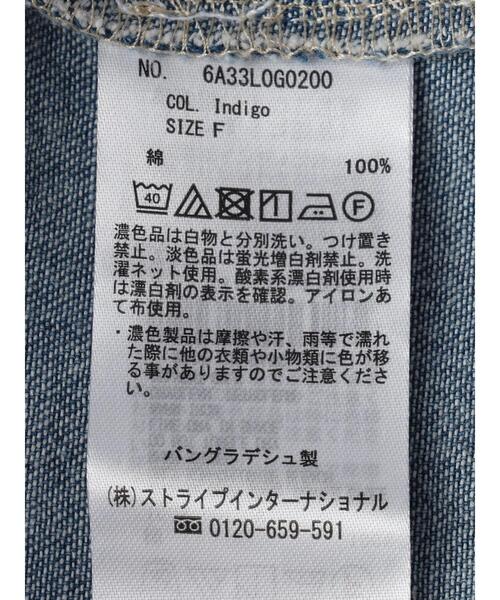 NO. 6A33L0G0200
COL. Indigo
SIZE F
綿 100%
40 F
濃色品は白物と分別洗い。つけ置き
禁止。淡色品は蛍光増白剤禁止。洗
濯ネット使用。酸素系漂白剤使用時
は漂白剤の表示を確認。アイロンあ
て布使用。
・濃色製品は摩擦や汗、雨等で濡れ
た際に他の衣類や小物類に色が移
る事がありますのでご注意くださ
い。
バングラデシュ製
(株)ストライプインターナショナル
0120-659-591